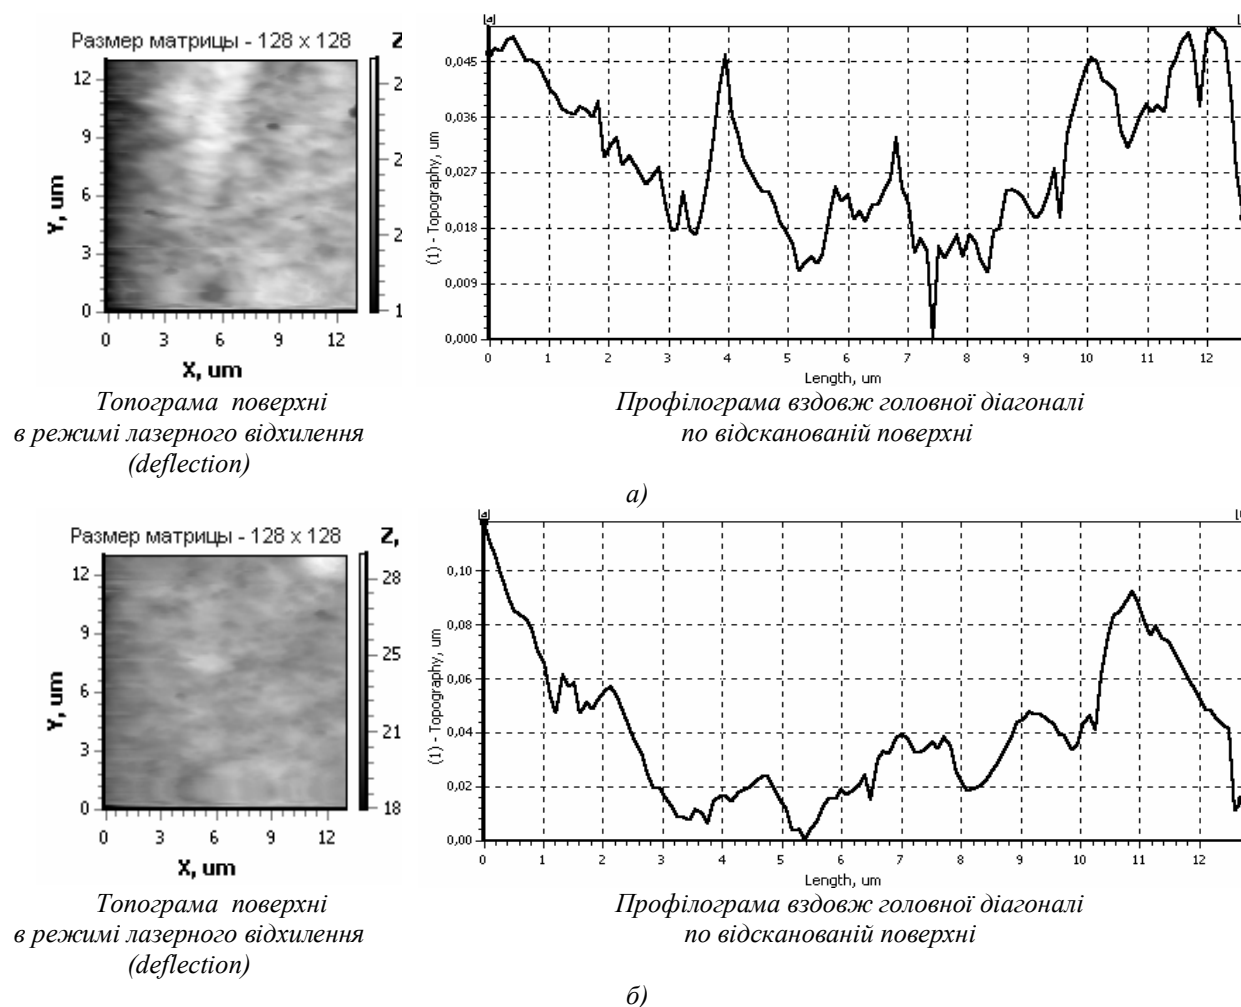 Размер матрицы - 128 x 128 Z
2
12
9
2
6
2
3
0
1
Y, um
0 3 6 9 12
X, um
(1) - Topography, um
0,045
0,036
0,027
0,018
0,009
0,000
0 1 2 3 4 5 6 7 8 9 10 11 12
Length, um
Топограма поверхні
в режимі лазерного відхилення
(deflection)
Профілограма вздовж головної діагоналі
по відсканованій поверхні
а)
Размер матрицы - 128 x 128 Z,
28
12
9
25
6
21
3
0
18
Y, um
0 3 6 9 12
X, um
(1) - Topography, um
0,10
0,08
0,06
0,04
0,02
0,00
0 1 2 3 4 5 6 7 8 9 10 11 12
Length, um
Топограма поверхні
в режимі лазерного відхилення
(deflection)
Профілограма вздовж головної діагоналі
по відсканованій поверхні
б)